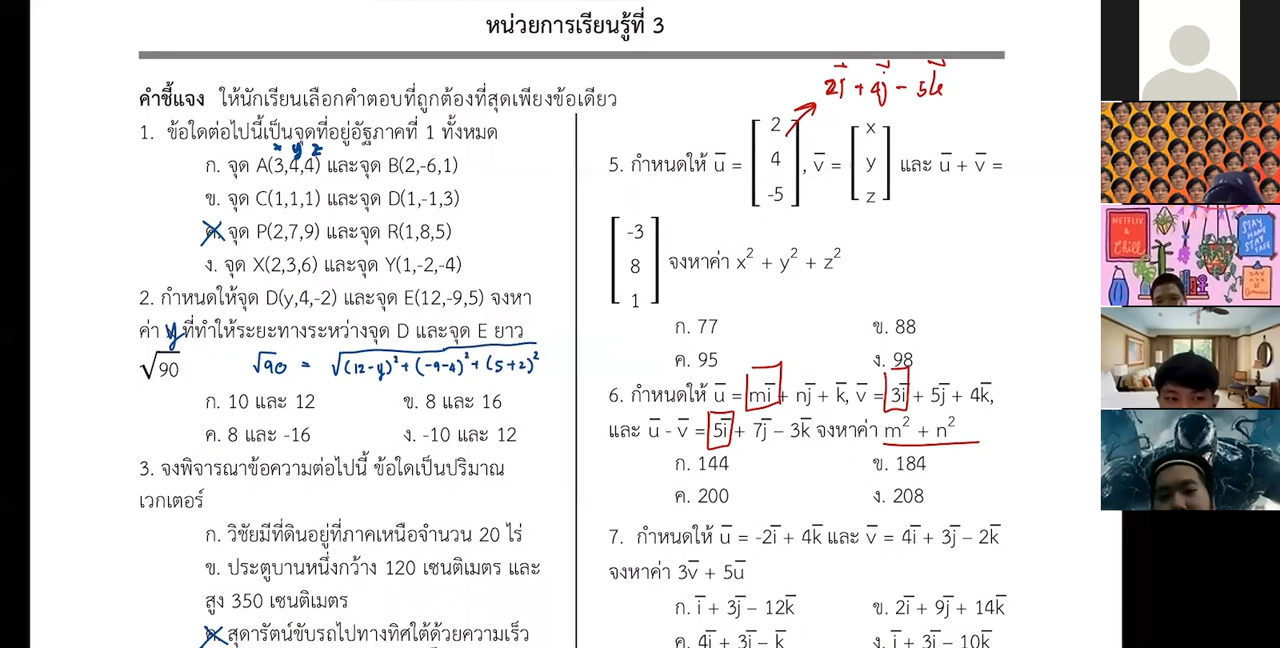 หน่วยการเรียนรู้ที่ 3
คำชี้แจง ให้นักเรียนเลือกคำตอบที่ถูกต้องที่สุดเพียงข้อเดียว
1. ข้อใดต่อไปนี้เป็นจุดที่อยู่อัฐภาคที่ 1 ทั้งหมด
x y z
ก. จุด A(3,4,4) และจุด B(2,-6,1)
ข. จุด C(1,1,1) และจุด D(1,-1,3)
ค. จุด P(2,7,9) และจุด R(1,8,5)
ง. จุด X(2,3,6) และจุด Y(1,-2,-4)
2. กำหนดให้จุด D(y,4,-2) และจุด E(12,-9,5) จงหา
ค่า y ที่ทำให้ระยะทางระหว่างจุด D และจุด E ยาว
√90
√90 = √(12-y)² + (-9-4)² + (5+2)²
ก. 10 และ 12 ข. 8 และ 16
ค. 8 และ -16 ง. -10 และ 12
3. จงพิจารณาข้อความต่อไปนี้ ข้อใดเป็นปริมาณ
เวกเตอร์
ก. วิชัยมีที่ดินอยู่ที่ภาคเหนือจำนวน 20 ไร่
ข. ประตูบานหนึ่งกว้าง 120 เซนติเมตร และ
สูง 350 เซนติเมตร
ค. สุดารัตน์ขับรถไปทางทิศใต้ด้วยความเร็ว
2i̅ + 4j̅ - 5k̅
5. กำหนดให้ u̅ = [2 4 -5], v̅ = [x y z] และ u̅ + v̅ =
[-3 8 1] จงหาค่า x² + y² + z²
ก. 77 ข. 88
ค. 95 ง. 98
6. กำหนดให้ u̅ = mi̅ + nj̅ + k̅, v̅ = 3i̅ + 5j̅ + 4k̅,
และ u̅ - v̅ = 5i̅ + 7j̅ – 3k̅ จงหาค่า m² + n²
ก. 144 ข. 184
ค. 200 ง. 208
7. กำหนดให้ u̅ = -2i̅ + 4k̅ และ v̅ = 4i̅ + 3j̅ – 2k̅
จงหาค่า 3v̅ + 5u̅
ก. i̅ + 3j̅ – 12k̅ ข. 2i̅ + 9j̅ + 14k̅
ค. 4i̅ + 3j̅ – k̅ ง. i̅ + 3j̅ – 10k̅
NETFLIX
&
Chill
STAY
HOME
STAY
SAFE